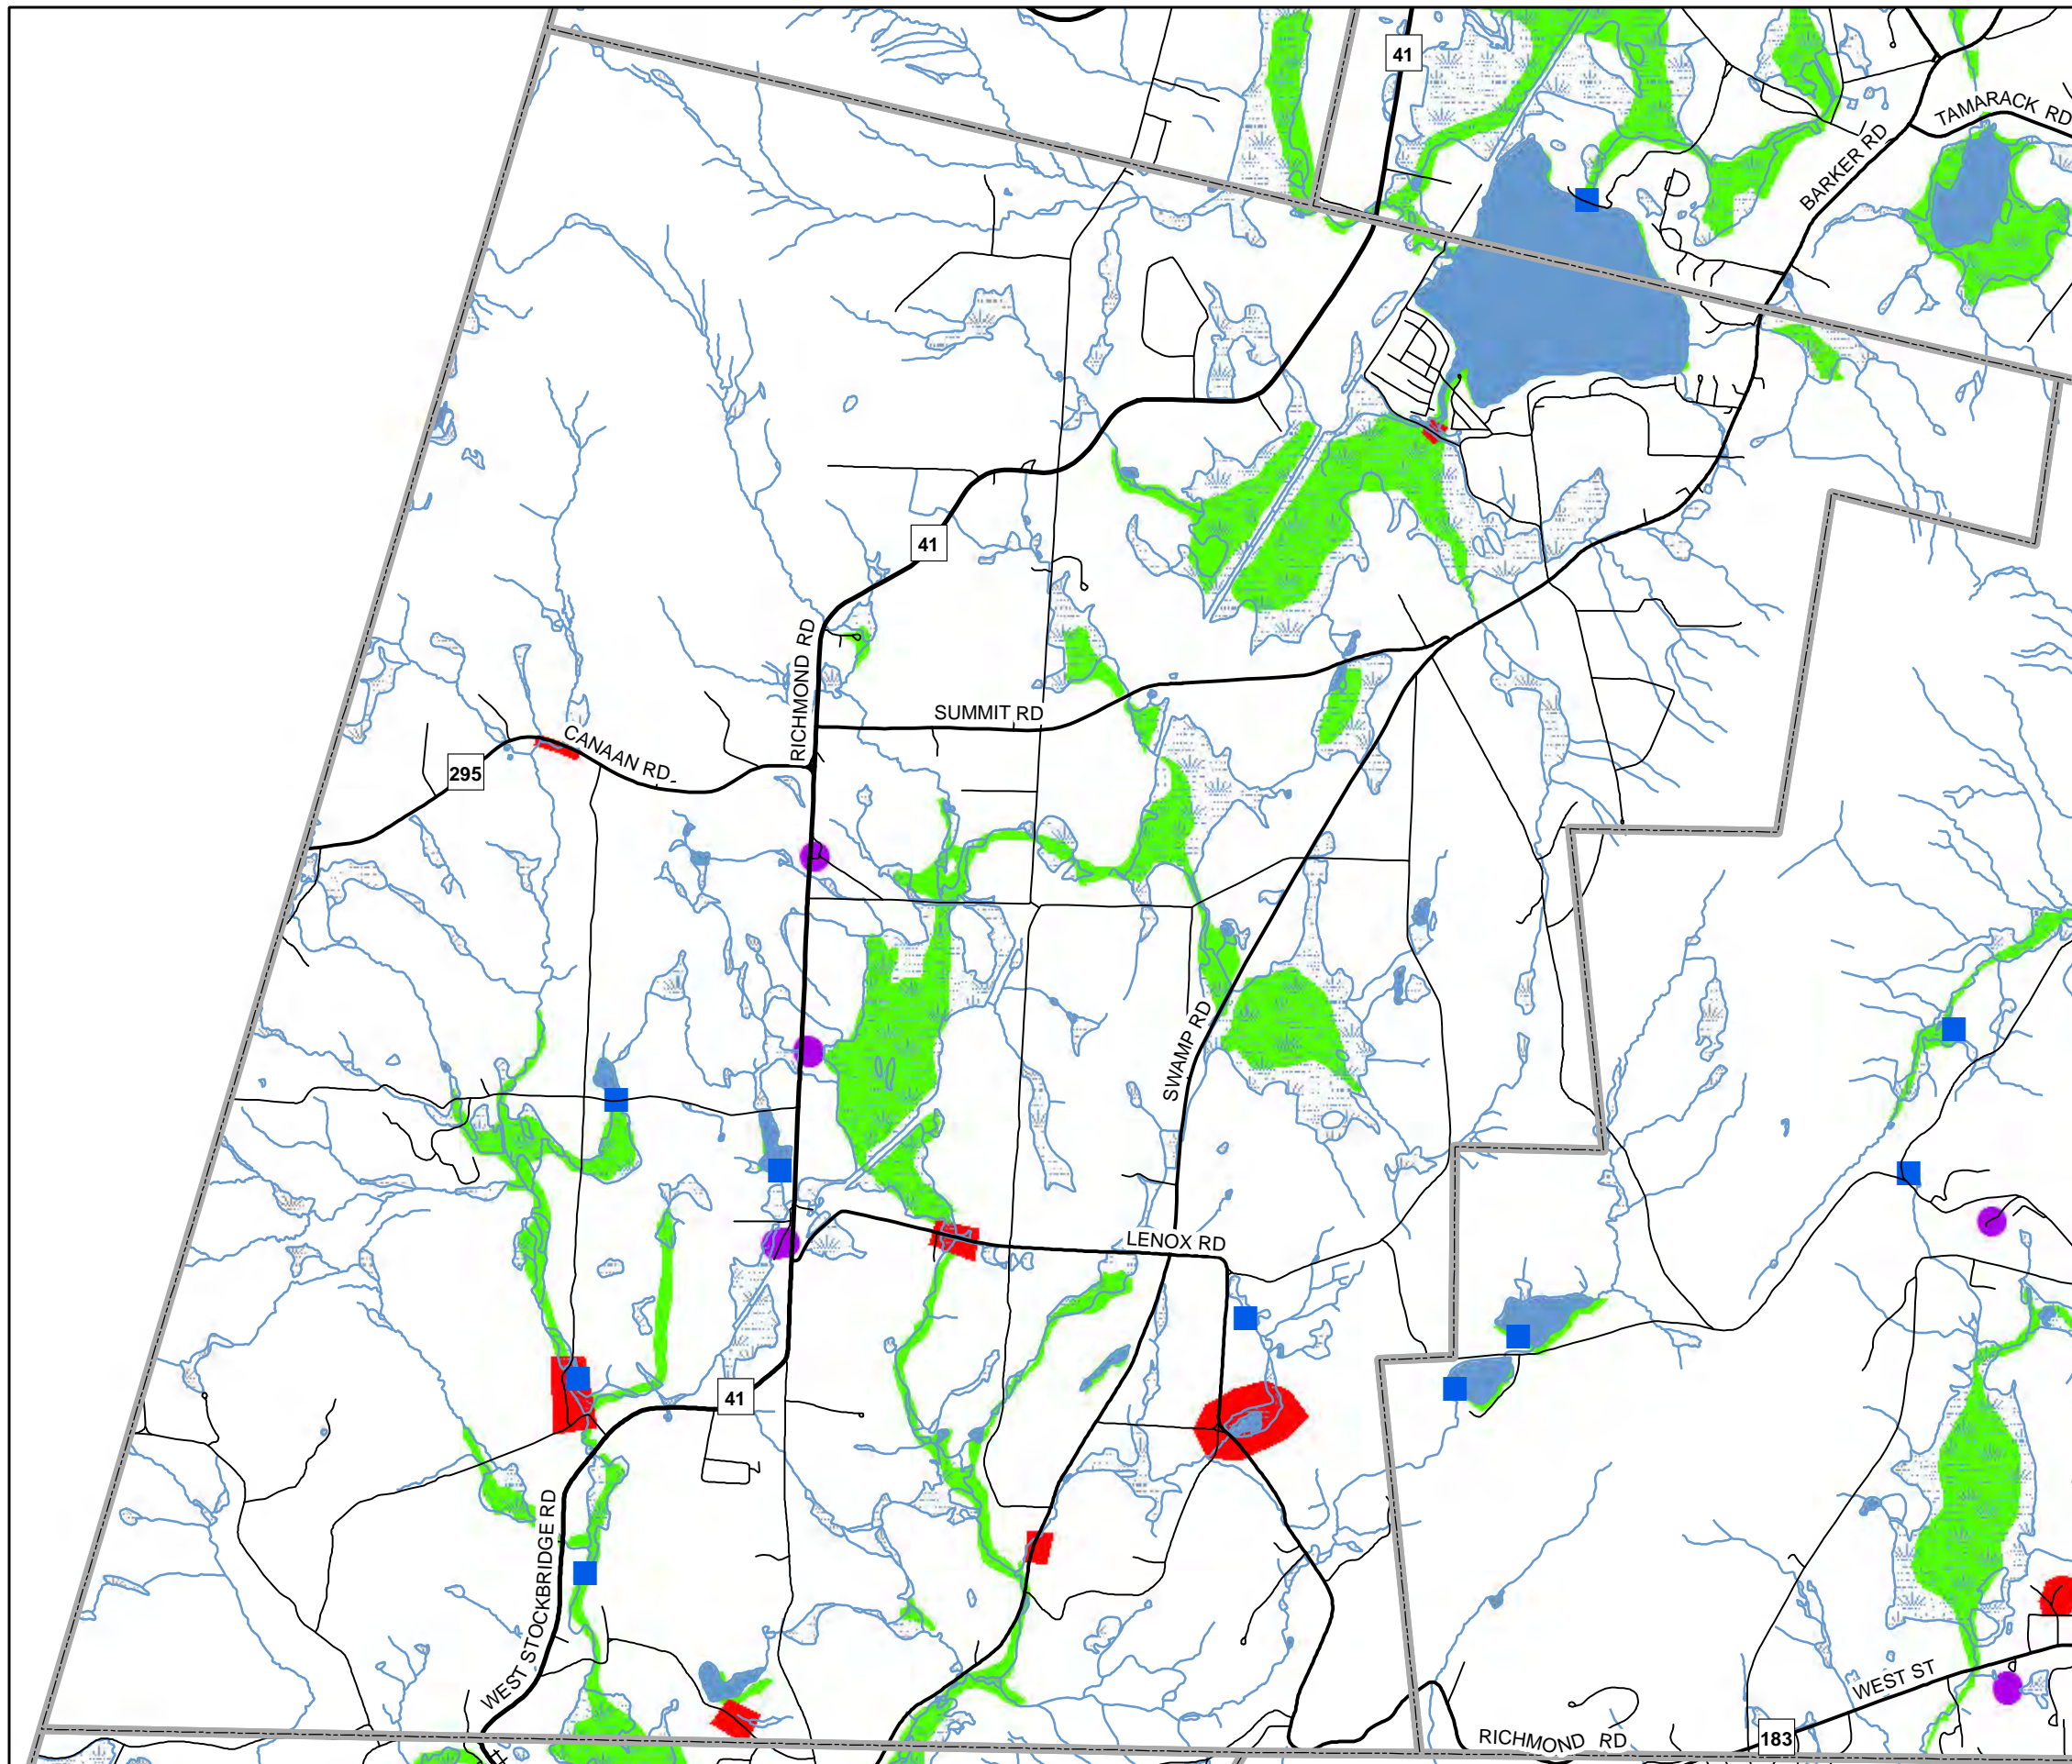 41
TAMARACK RD
BARKER RD
41
RICHMOND RD
SUMMIT RD
CANAAN RD
295
SWAMP RD
LENOX RD
41
WEST STOCKBRIDGE RD
WEST ST
RICHMOND RD
183